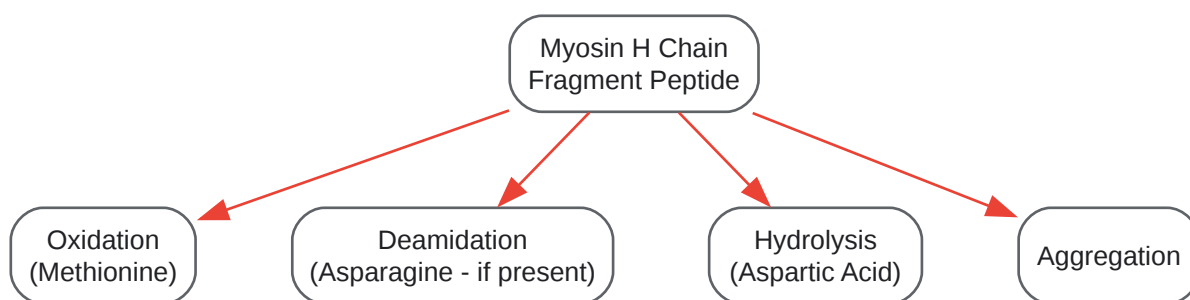 Myosin H Chain
Fragment Peptide
Oxidation
(Methionine)
Deamidation
(Asparagine - if present)
Hydrolysis
(Aspartic Acid)
Aggregation